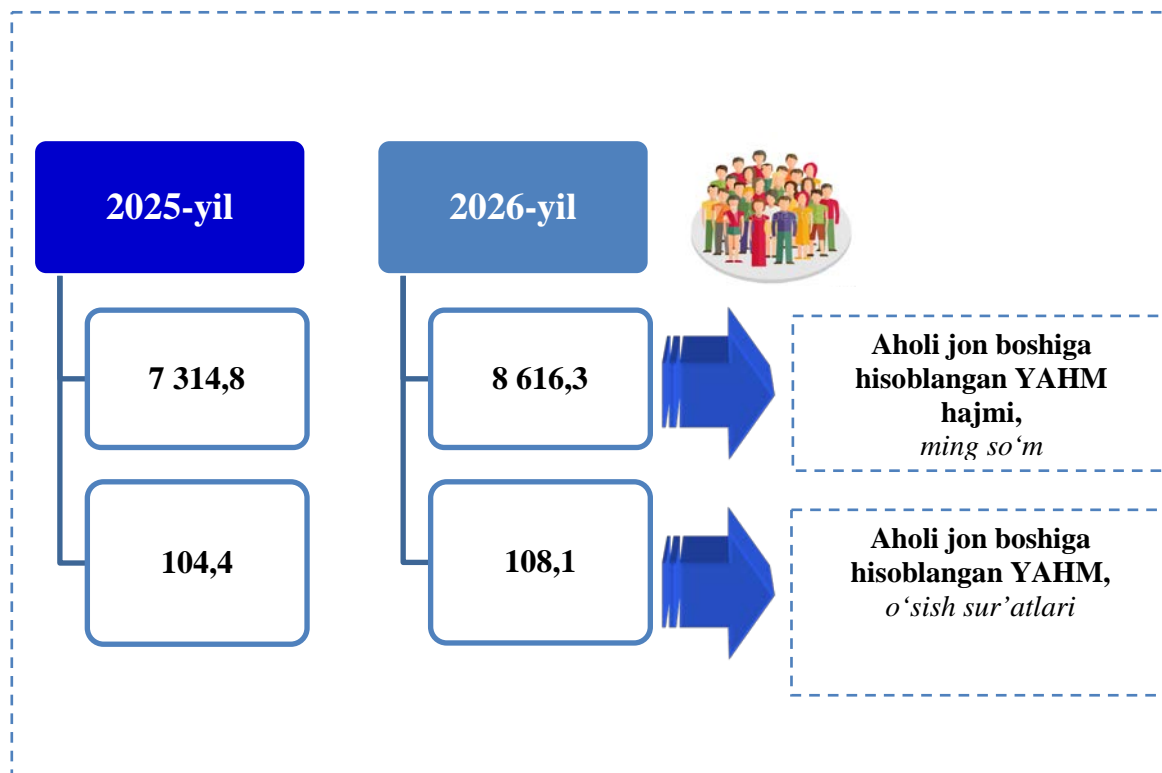 2025-yil
2026-yil
7 314,8
8 616,3
Aholi jon boshiga
hisoblangan YAHM
hajmi,
ming so‘m
104,4
108,1
Aholi jon boshiga
hisoblangan YAHM,
o‘sish sur’atlari